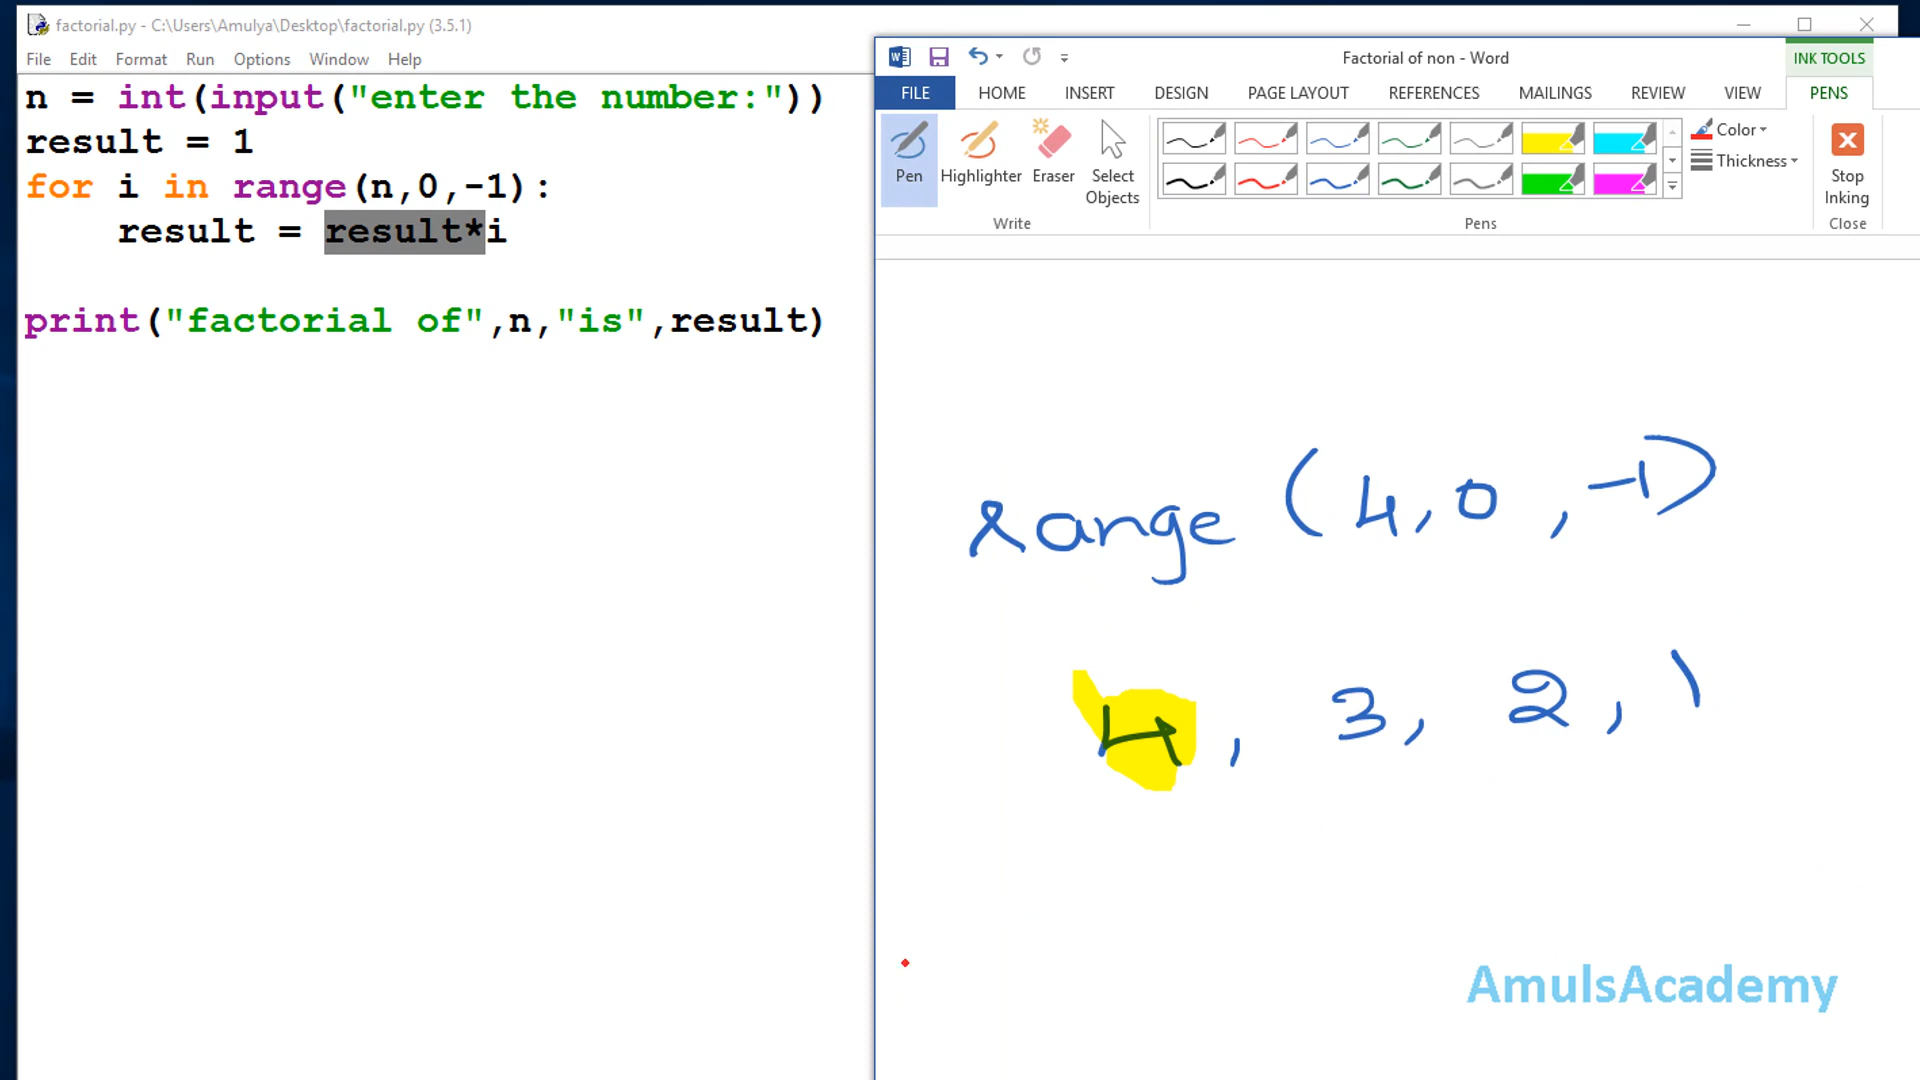 factorial.py - C:\Users\Amulya\Desktop\factorial.py (3.5.1)
File Edit Format Run Options Window Help
n = int(input("enter the number:"))
result = 1
for i in range(n,0,-1):
    result = result*i
print("factorial of",n,"is",result)
Factorial of non - Word
INK TOOLS
FILE HOME INSERT DESIGN PAGE LAYOUT REFERENCES MAILINGS REVIEW VIEW PENS
Pen Highlighter Eraser Select Objects
Color
Thickness
Stop Inking
Write Pens Close
range (4,0,-1)
4, 3, 2, 1
AmulsAcademy